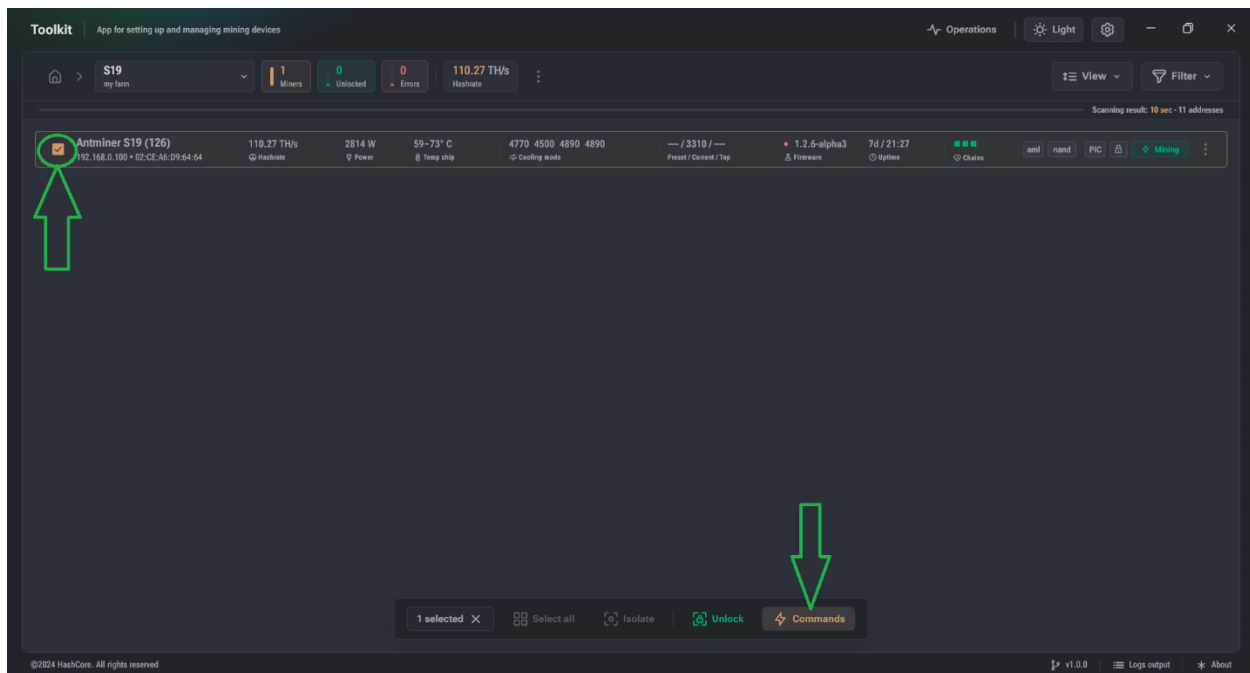 Toolkit App for setting up and managing mining devices Operations Light
S19 1 0 0 110.27 TH/s View Filter
my farm Miners Unlocked Errors Hashrate
Scanning result: 10 sec - 11 addresses
Antminer S19 (126) 110.27 TH/s 2814 W 59~73° C 4770 4500 4890 4890 — / 3310 / — 1.2.6-alpha3 7d / 21:27 aml nand PIC Mining
192.168.0.100 • 02:CE:A6:D9:64:64 Hashrate Power Temp chip Cooling mode Preset / Current / Top Firmware Uptime Chains
1 selected Select all Isolate Unlock Commands
©2024 HashCore. All rights reserved v1.0.0 Logs output About